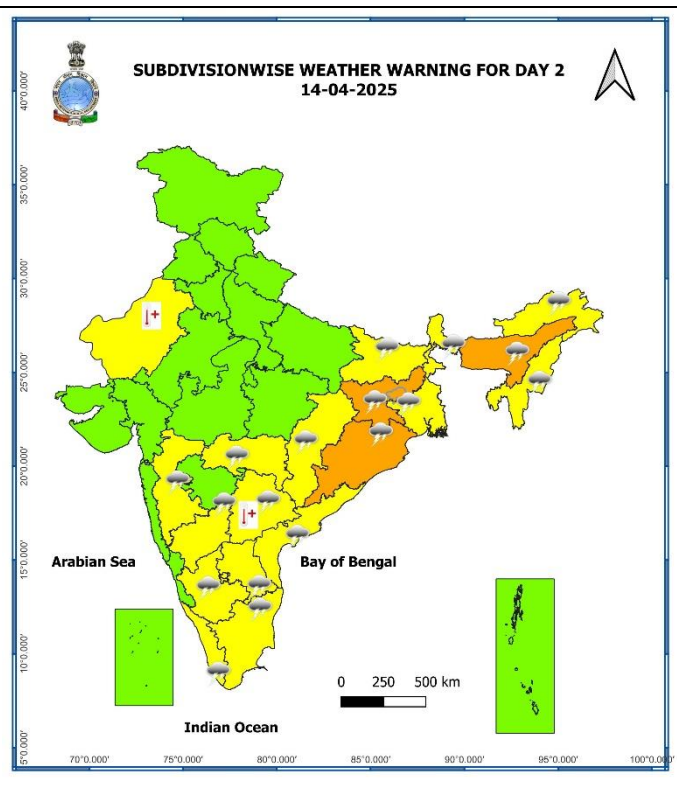 SUBDIVISIONWISE WEATHER WARNING FOR DAY 2
14-04-2025
40°0.000'
35°0.000'
30°0.000'
25°0.000'
20°0.000'
15°0.000'
10°0.000'
5°0.000'
Arabian Sea
Bay of Bengal
0 250 500 km
Indian Ocean
70°0.000' 75°0.000' 80°0.000' 85°0.000' 90°0.000' 95°0.000' 100°0.000'